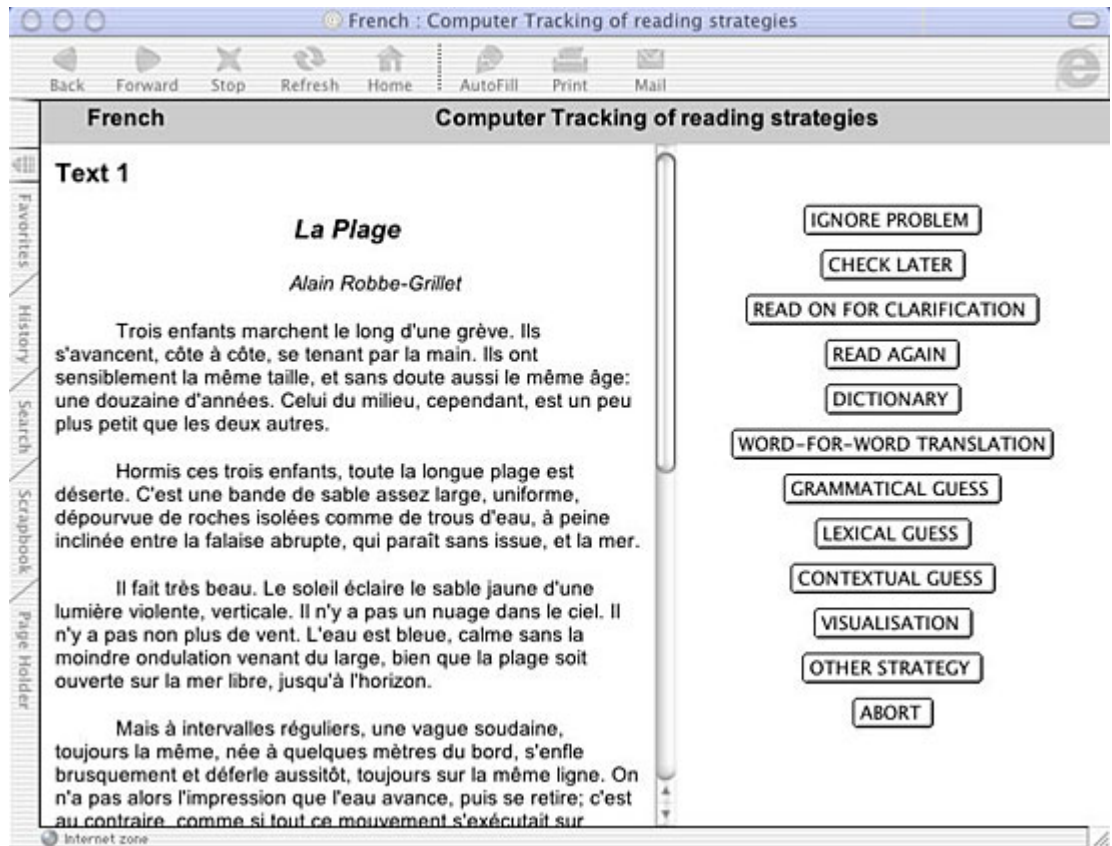 French : Computer Tracking of reading strategies
Back Forward Stop Refresh Home AutoFill Print Mail
French Computer Tracking of reading strategies
Favorites
History
Search
Scrapbook
Page Holder
Text 1
La Plage
Alain Robbe-Grillet
Trois enfants marchent le long d'une grève. Ils
s'avancent, côte à côte, se tenant par la main. Ils ont
sensiblement la même taille, et sans doute aussi le même âge:
une douzaine d'années. Celui du milieu, cependant, est un peu
plus petit que les deux autres.
Hormis ces trois enfants, toute la longue plage est
déserte. C'est une bande de sable assez large, uniforme,
dépourvue de roches isolées comme de trous d'eau, à peine
inclinée entre la falaise abrupte, qui paraît sans issue, et la mer.
Il fait très beau. Le soleil éclaire le sable jaune d'une
lumière violente, verticale. Il n'y a pas un nuage dans le ciel. Il
n'y a pas non plus de vent. L'eau est bleue, calme sans la
moindre ondulation venant du large, bien que la plage soit
ouverte sur la mer libre, jusqu'à l'horizon.
Mais à intervalles réguliers, une vague soudaine,
toujours la même, née à quelques mètres du bord, s'enfle
brusquement et déferle aussitôt, toujours sur la même ligne. On
n'a pas alors l'impression que l'eau avance, puis se retire; c'est
au contraire, comme si tout ce mouvement s'exécutait sur
IGNORE PROBLEM
CHECK LATER
READ ON FOR CLARIFICATION
READ AGAIN
DICTIONARY
WORD-FOR-WORD TRANSLATION
GRAMMATICAL GUESS
LEXICAL GUESS
CONTEXTUAL GUESS
VISUALISATION
OTHER STRATEGY
ABORT
Internet zone